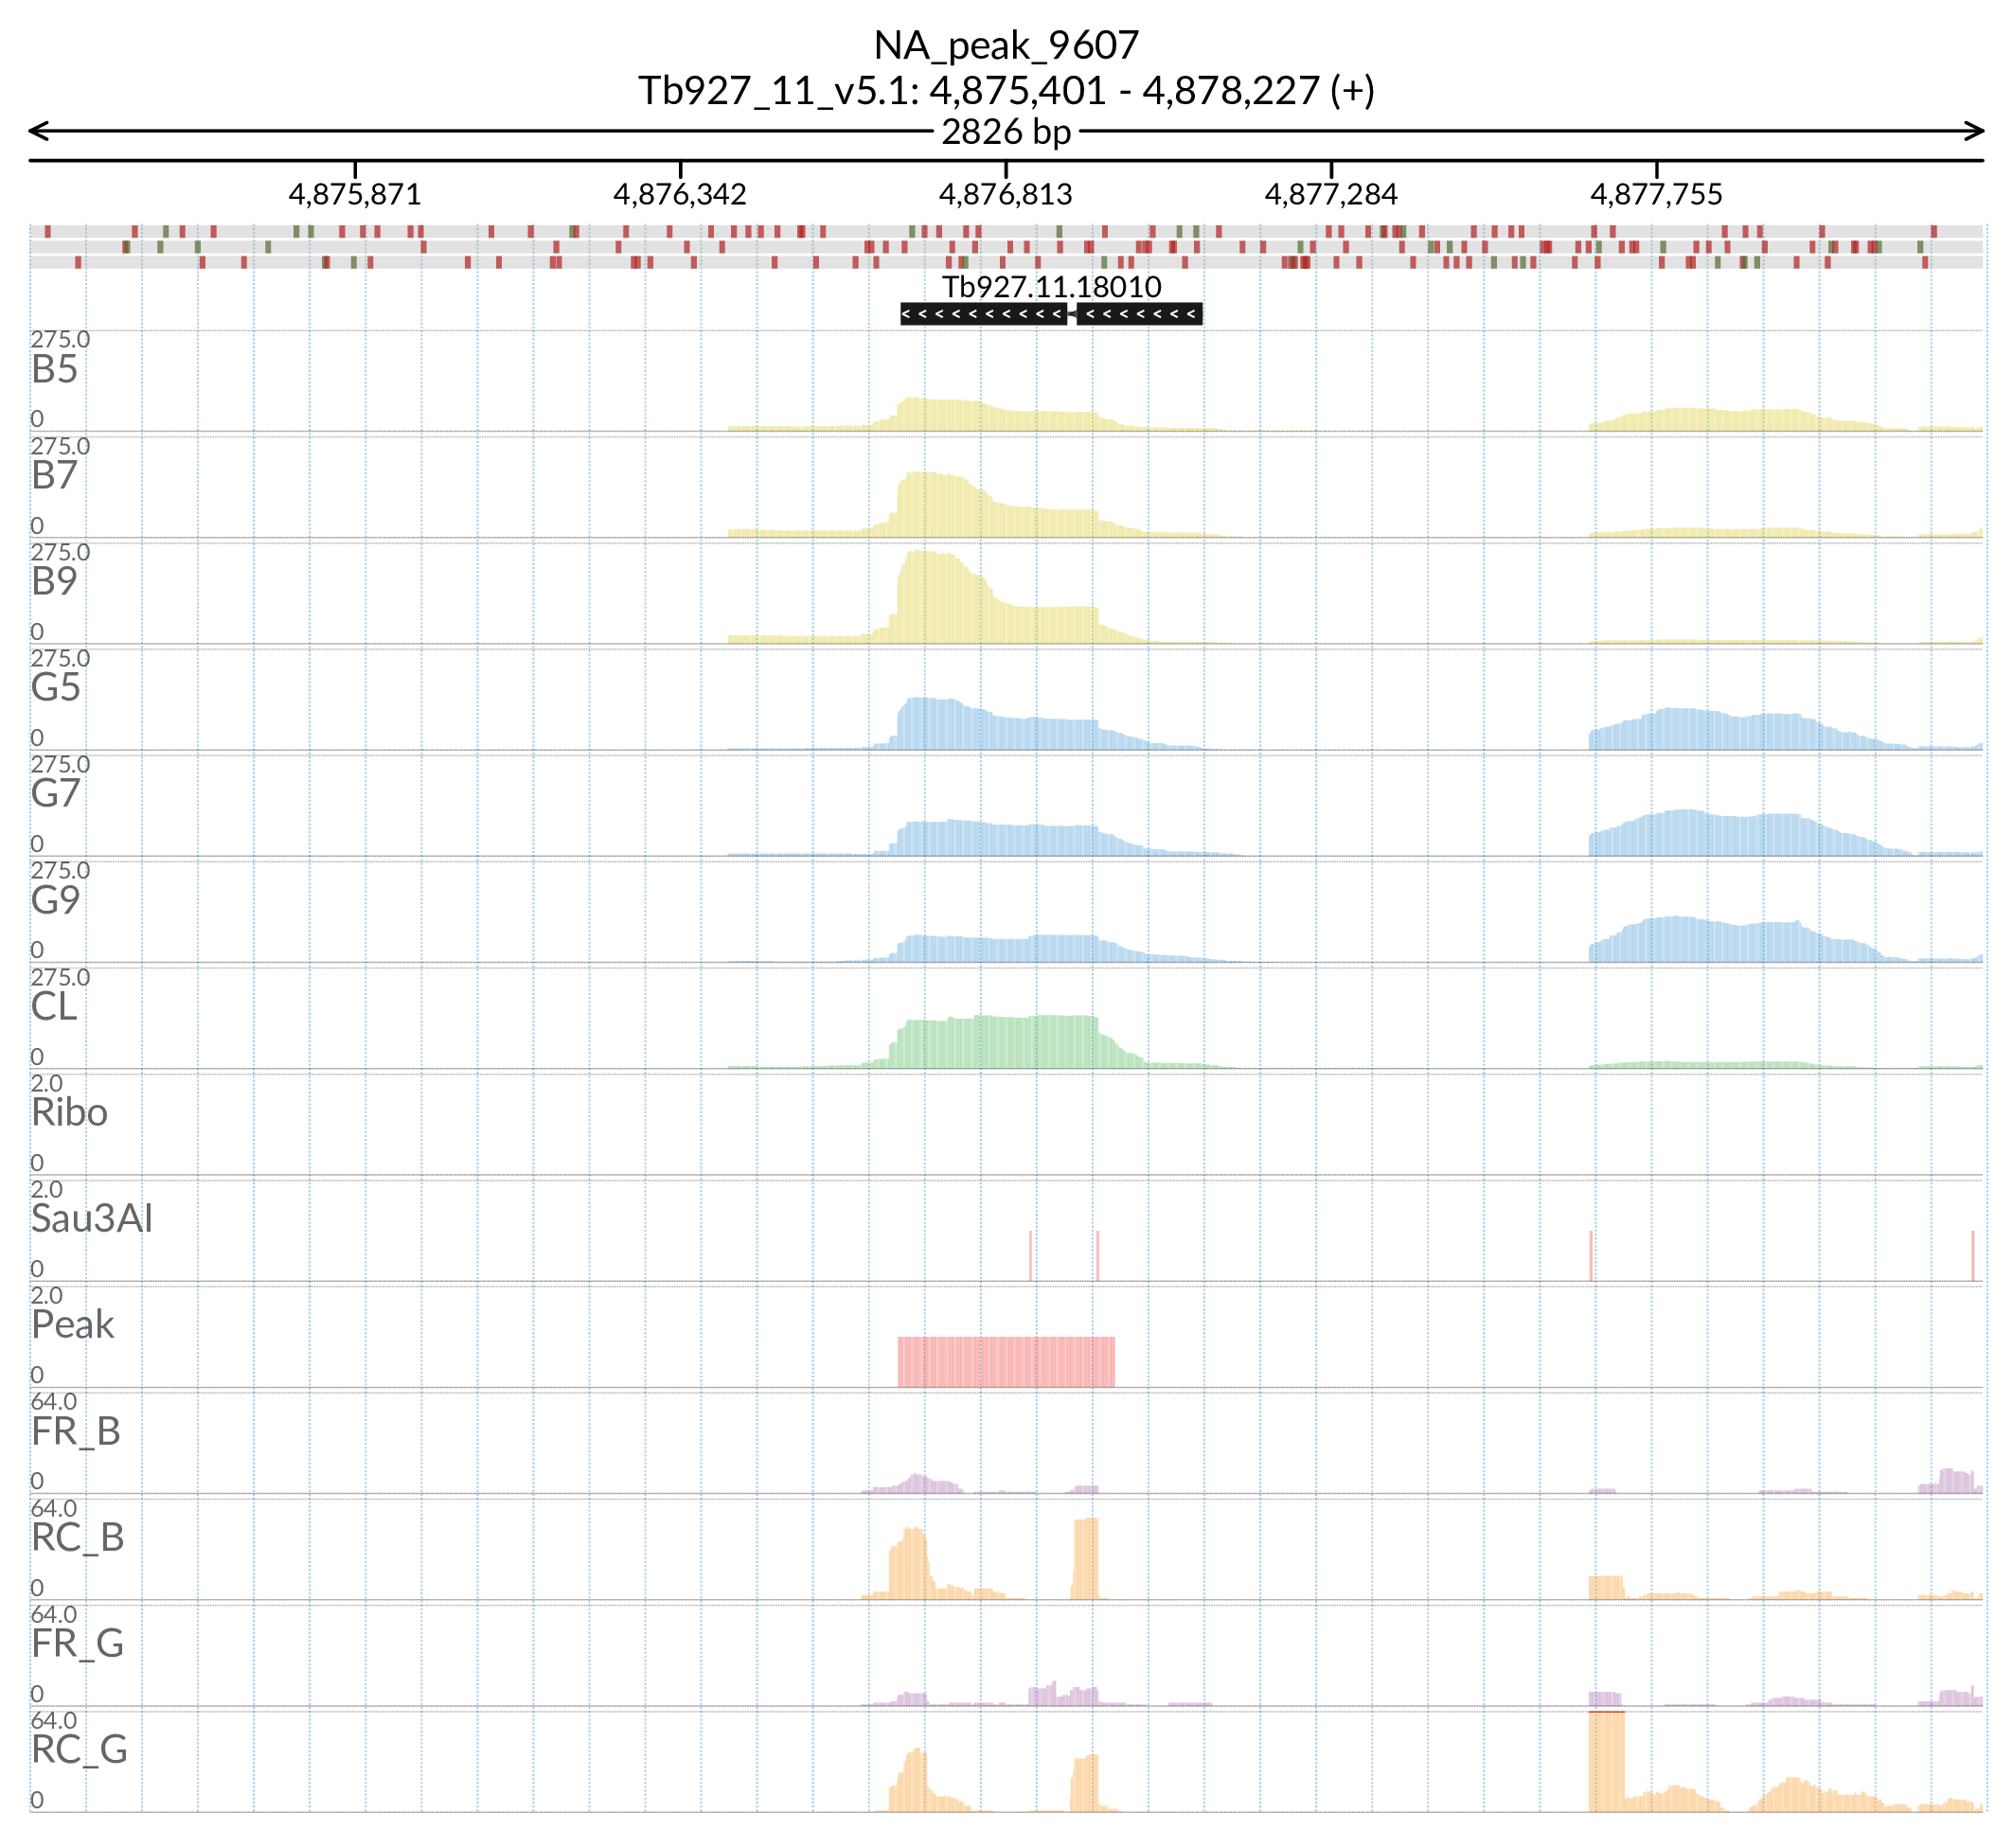 NA_peak_9607
Tb927_11_v5.1: 4,875,401 - 4,878,227 (+)
2826 bp
4,875,871 4,876,342 4,876,813 4,877,284 4,877,755
Tb927.11.18010
275.0
B5
0
275.0
B7
0
275.0
B9
0
275.0
G5
0
275.0
G7
0
275.0
G9
0
275.0
CL
0
2.0
Ribo
0
2.0
Sau3AI
0
2.0
Peak
0
64.0
FR_B
0
64.0
RC_B
0
64.0
FR_G
0
64.0
RC_G
0